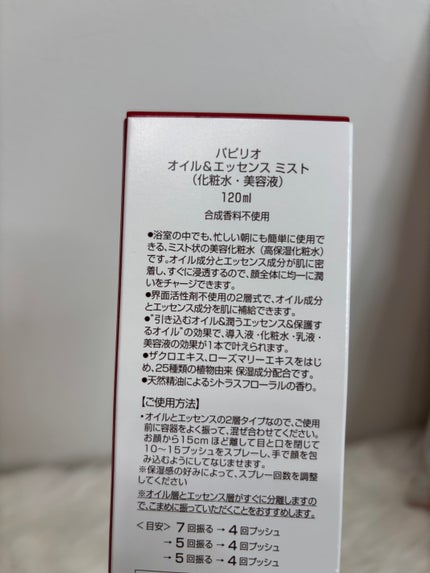 パピリオ
オイル＆エッセンス ミスト
（化粧水・美容液）
120ml
合成香料不使用
●浴室の中でも、忙しい朝にも簡単に使用で
きる、ミスト状の美容化粧水（高保湿化粧水）
です。オイル成分とエッセンス成分が肌に密
着し、すぐに浸透するので、顔全体に均一に潤
いをチャージできます。
●界面活性剤不使用の2層式で、オイル成分
とエッセンス成分を肌に補給できます。
●"引き込むオイル&潤うエッセンス&保護す
るオイル"の効果で、導入液・化粧水・乳液・
美容液の効果が1本で叶えられます。
●ザクロエキス、ローズマリーエキスをはじ
め、25種類の植物由来 保湿成分配合です。
●天然精油によるシトラスフローラルの香り。
【ご使用方法】
・オイルとエッセンスの2層タイプなので、ご使用
前に容器をよく振って、混ぜ合わせてください。
お顔から15cm ほど離して目と口を閉じて
10〜15プッシュをスプレーし、手で顔を包
み込むようにしてなじませます。
※保湿感の好みによって、スプレー回数を調整
してください
※オイル層とエッセンス層がすぐに分離しますの
で、こまめに振っていただくことをおすすめします。
＜目安＞ 7回振る → 4回プッシュ
→ 5回振る → 4回プッシュ
→ 5回振る → 4回プッシュ